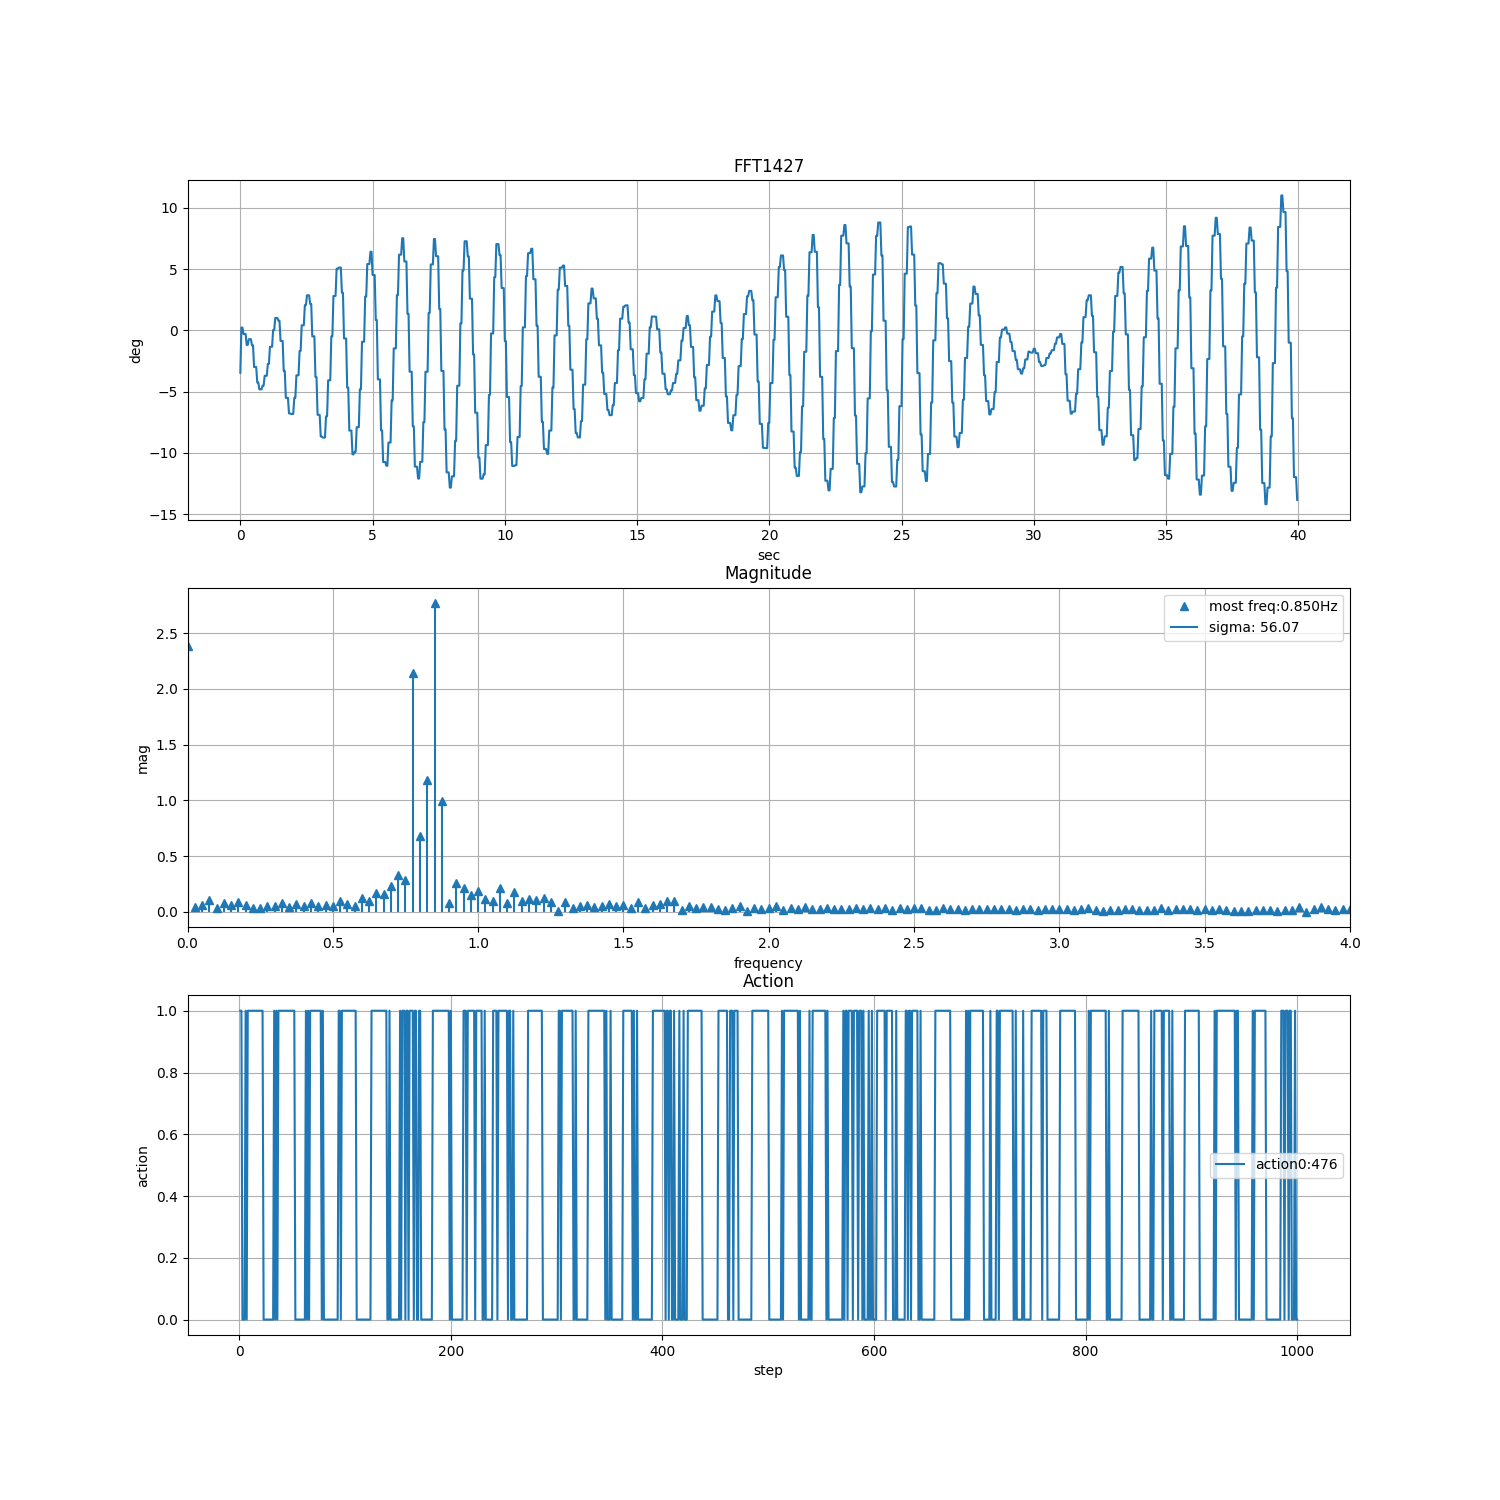 FFT1427
10
5
0
−5
−10
−15
deg
0 5 10 15 20 25 30 35 40
sec
Magnitude
most freq:0.850Hz
sigma: 56.07
2.5
2.0
1.5
1.0
0.5
0.0
mag
0.0 0.5 1.0 1.5 2.0 2.5 3.0 3.5 4.0
frequency
Action
1.0
0.8
0.6
0.4
0.2
0.0
action
action0:476
0 200 400 600 800 1000
step